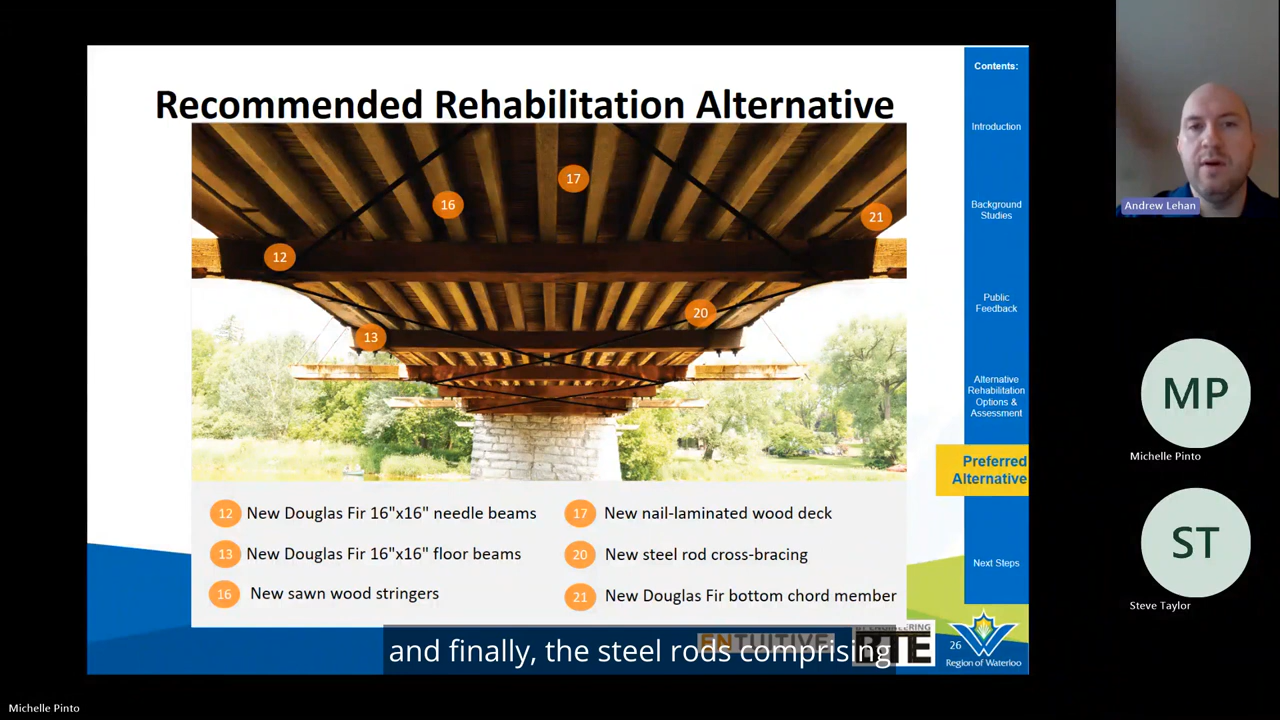 Recommended Rehabilitation Alternative
16
17
21
12
20
13
12 New Douglas Fir 16"x16" needle beams
13 New Douglas Fir 16"x16" floor beams
16 New sawn wood stringers
17 New nail-laminated wood deck
20 New steel rod cross-bracing
21 New Douglas Fir bottom chord member
Contents:
Introduction
Background
Studies
Public
Feedback
Alternative
Rehabilitation
Options &
Assessment
Preferred
Alternative
Next Steps
ENTUITIVE
ENGINEERING
RTE
26
Region of Waterloo
and finally, the steel rods comprising
Andrew Lehan
MP
Michelle Pinto
ST
Steve Taylor
Michelle Pinto